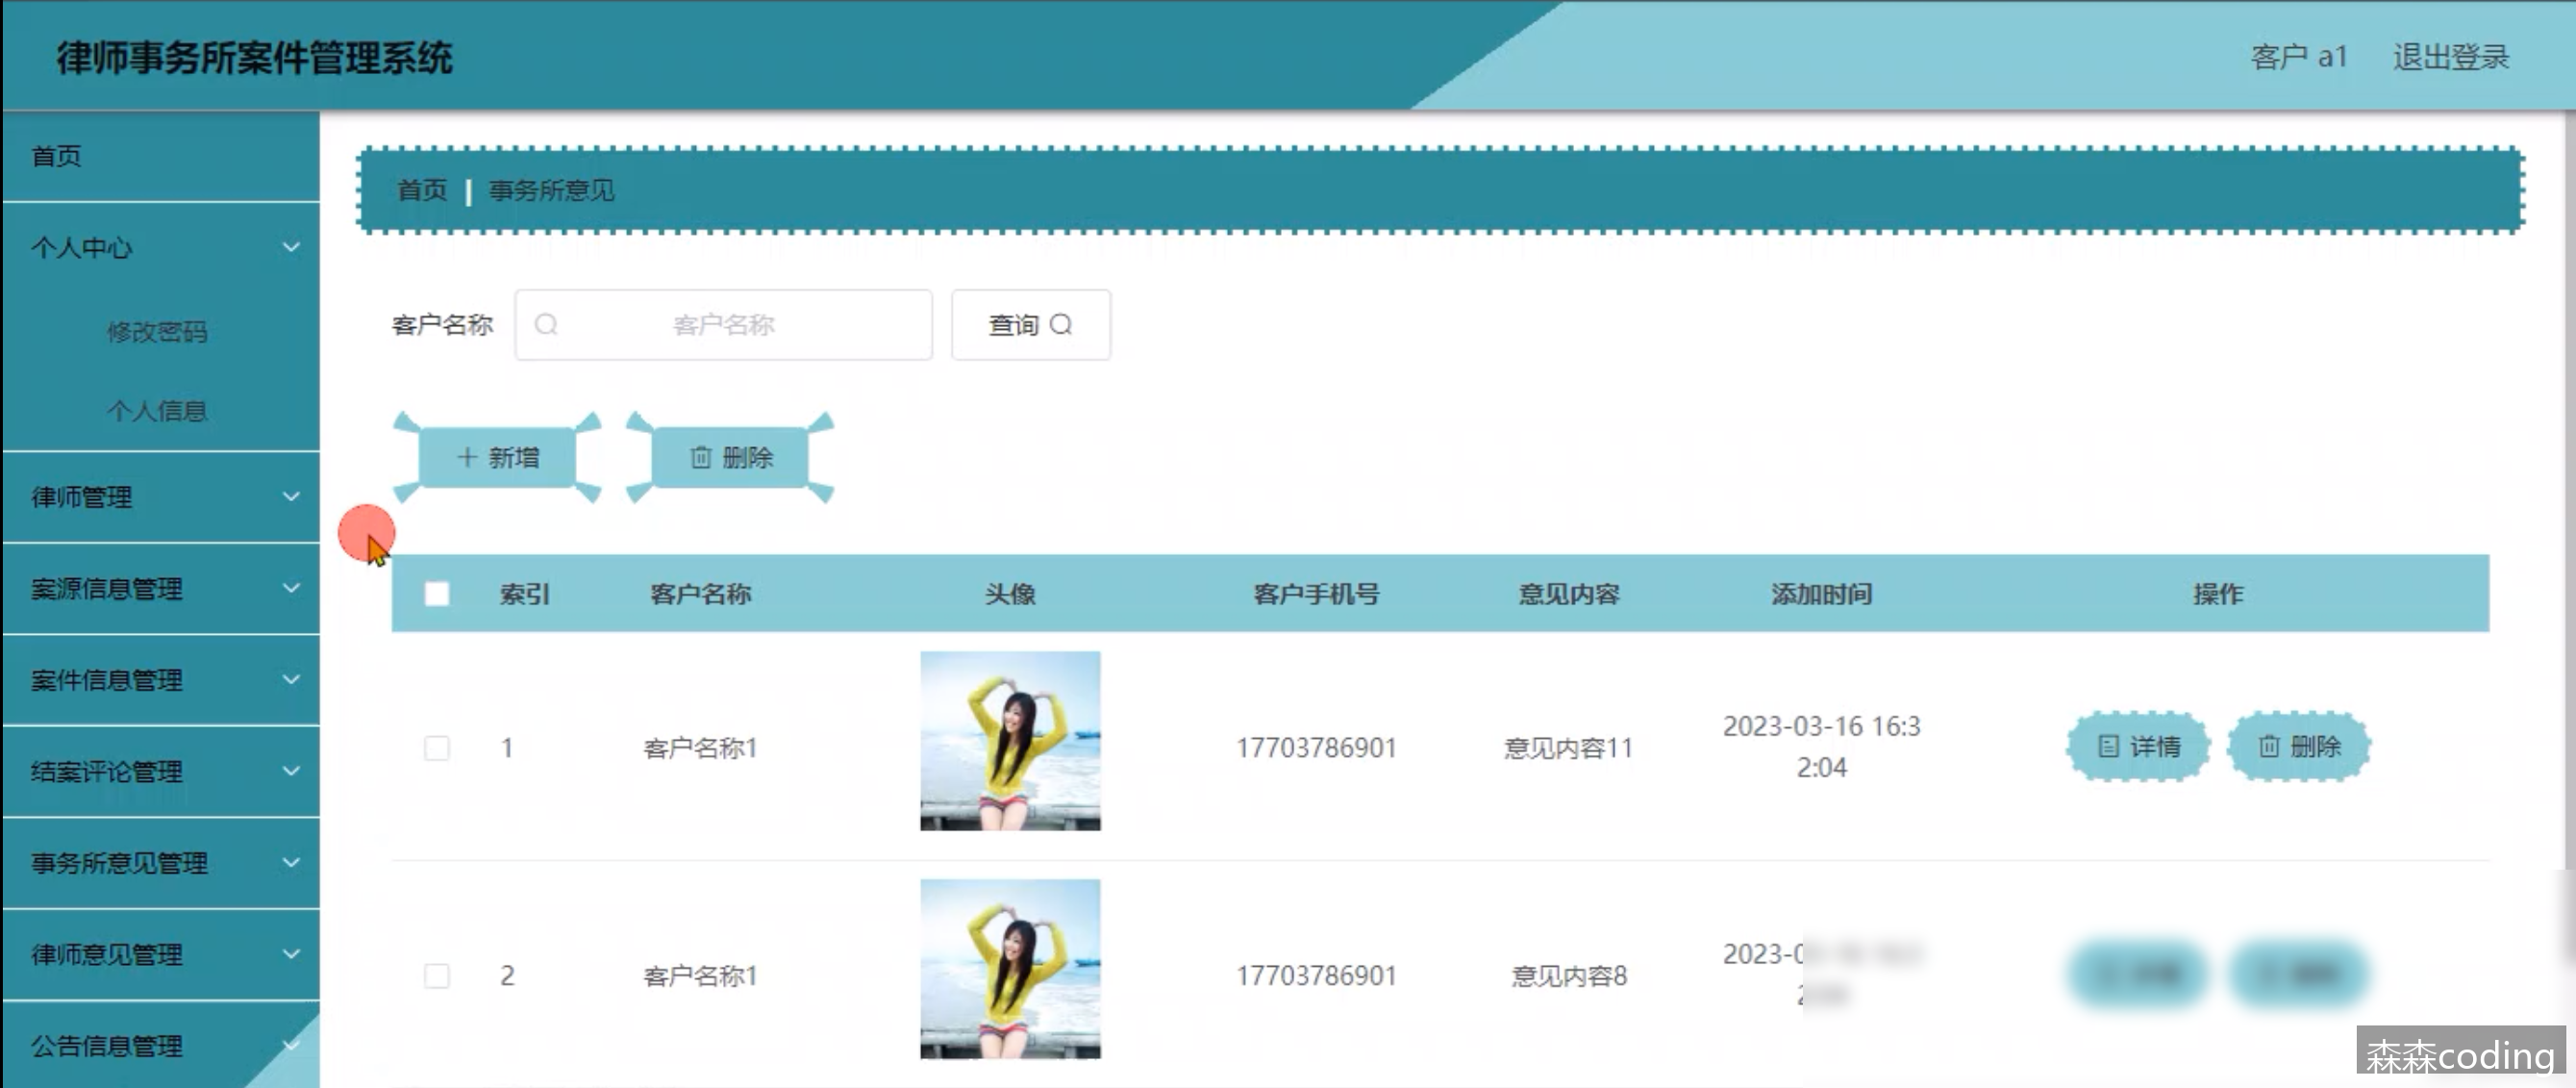 律师事务所案件管理系统
客户 a1 退出登录
首页
个人中心
修改密码
个人信息
律师管理
案源信息管理
案件信息管理
结案评论管理
事务所意见管理
律师意见管理
公告信息管理
首页 | 事务所意见
客户名称 客户名称 查询
新增 删除
索引 客户名称 头像 客户手机号 意见内容 添加时间 操作
1 客户名称1 17703786901 意见内容11 2023-03-16 16:3
2:04 详情 删除
2 客户名称1 17703786901 意见内容8 2023-0
森森coding